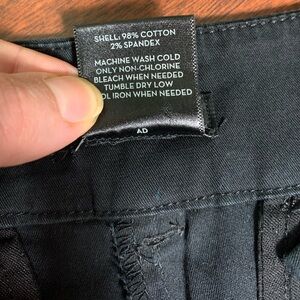 SHELL: 98% COTTON
2% SPANDEX
MACHINE WASH COLD
ONLY NON-CHLORINE
BLEACH WHEN NEEDED
TUMBLE DRY LOW
OL IRON WHEN NEEDED
AD